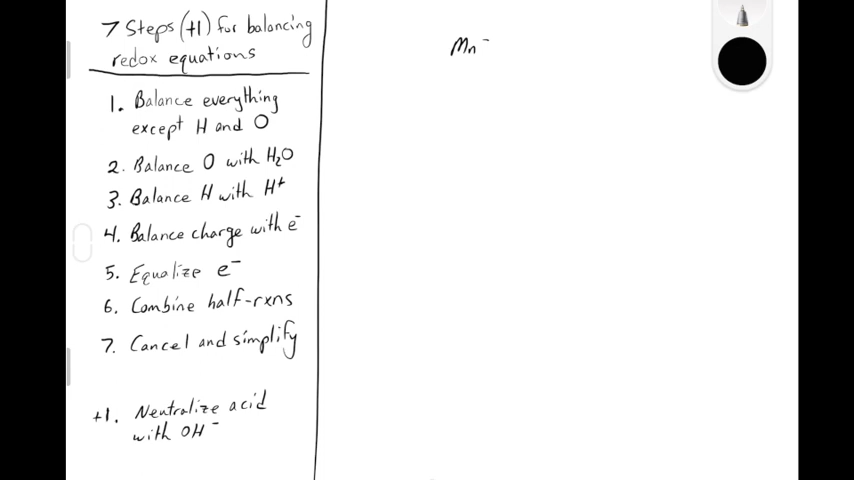 7 Steps (+1) for balancing
redox equations
1. Balance everything
except H and O
2. Balance O with H₂O
3. Balance H with H⁺
4. Balance charge with e⁻
5. Equalize e⁻
6. Combine half-rxns
7. Cancel and simplify
+1. Neutralize acid
with OH⁻
Mn⁻